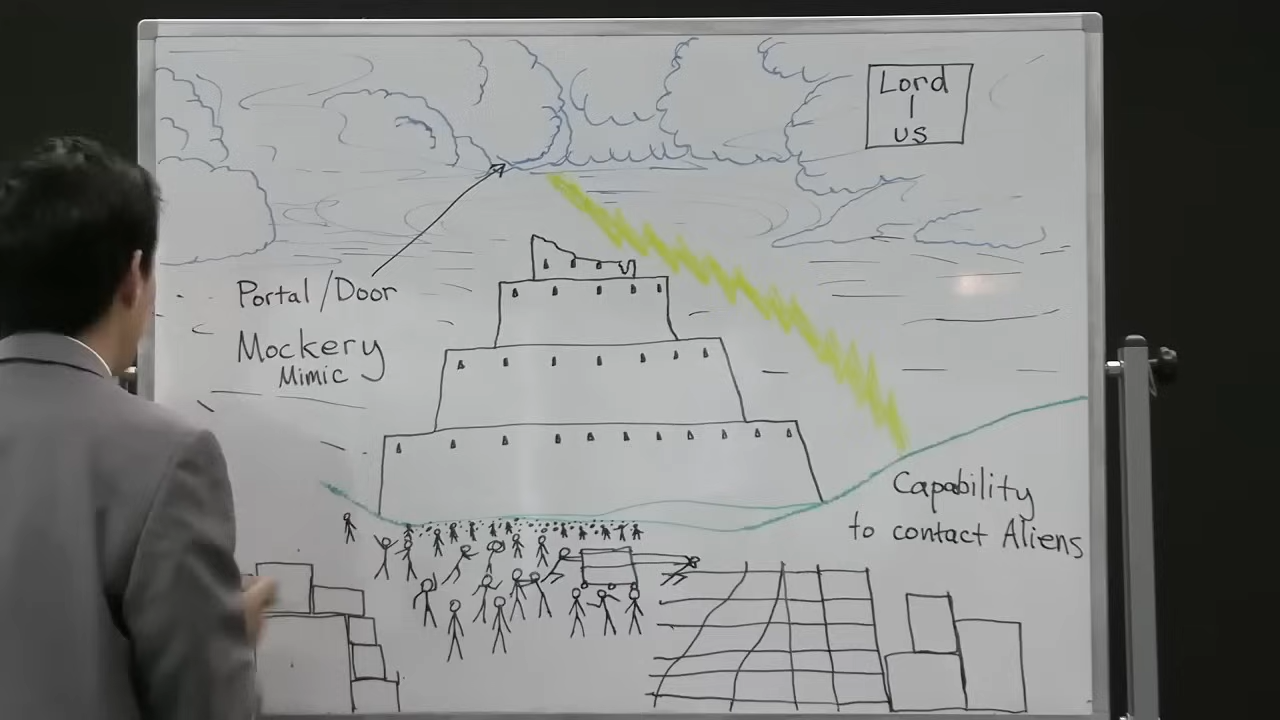 Lord
us
Portal/Door
Mockery
Mimic
Capability
to contact Aliens